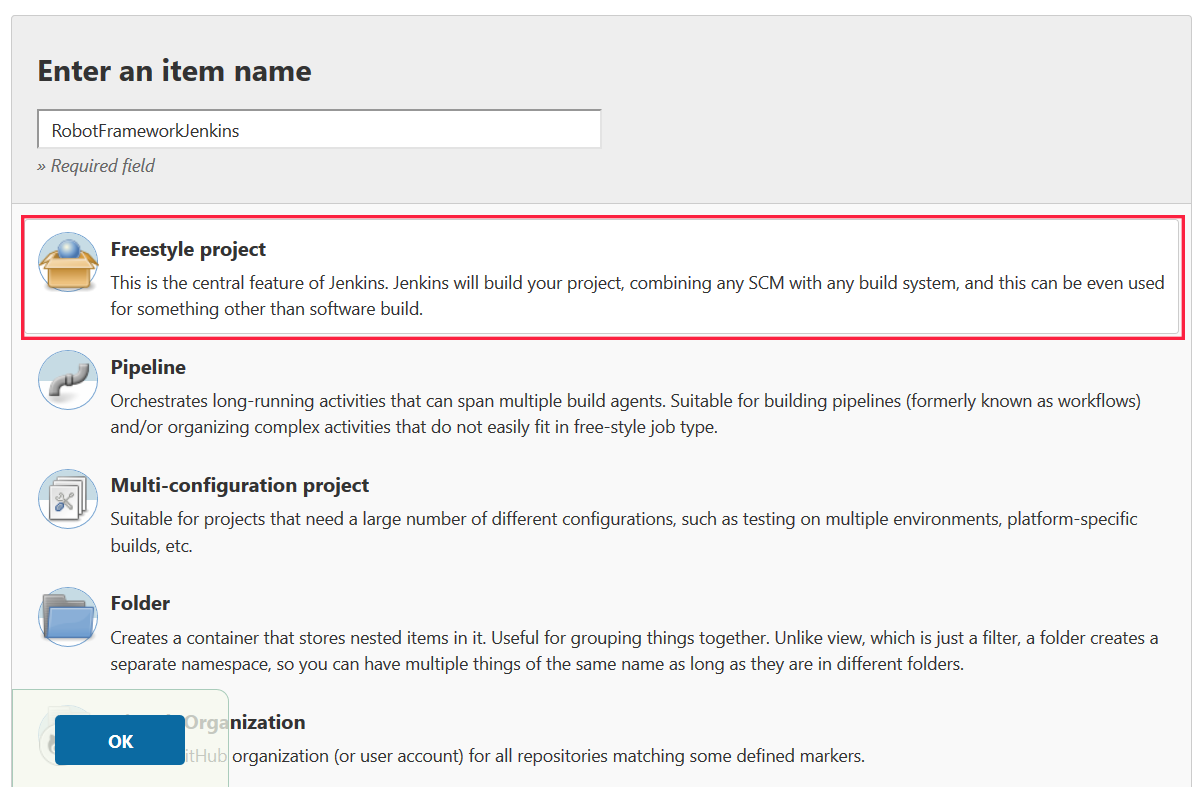 Enter an item name
RobotFrameworkJenkins
» Required field
Freestyle project
This is the central feature of Jenkins. Jenkins will build your project, combining any SCM with any build system, and this can be even used
for something other than software build.
Pipeline
Orchestrates long-running activities that can span multiple build agents. Suitable for building pipelines (formerly known as workflows)
and/or organizing complex activities that do not easily fit in free-style job type.
Multi-configuration project
Suitable for projects that need a large number of different configurations, such as testing on multiple environments, platform-specific
builds, etc.
Folder
Creates a container that stores nested items in it. Useful for grouping things together. Unlike view, which is just a filter, a folder creates a
separate namespace, so you can have multiple things of the same name as long as they are in different folders.
Organization
OK
itHub organization (or user account) for all repositories matching some defined markers.